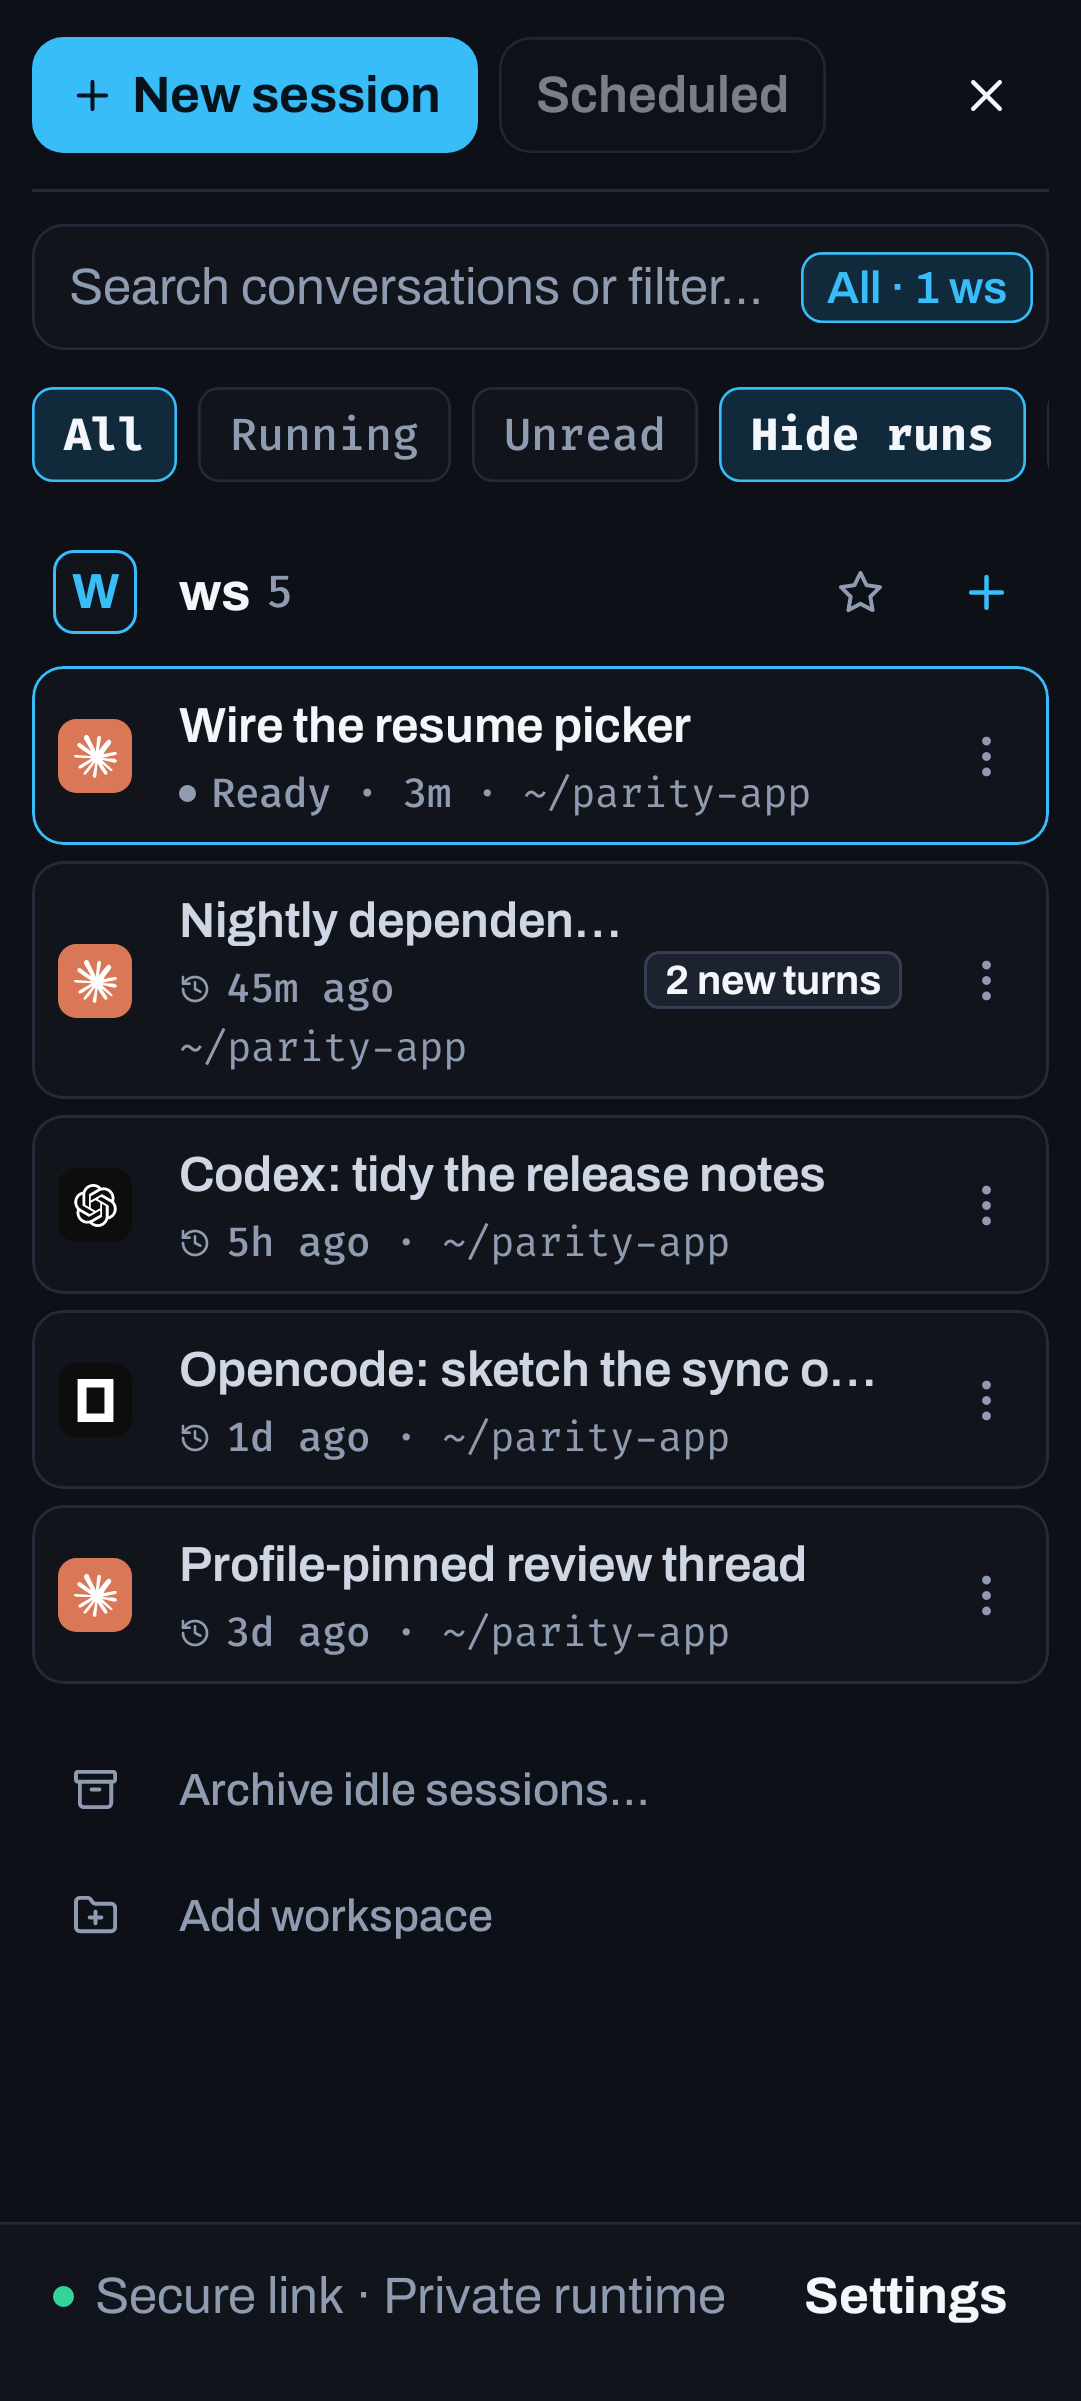 + New session
Scheduled
Search conversations or filter...
All · 1 ws
All
Running
Unread
Hide runs
W
ws 5
Wire the resume picker
Ready · 3m · ~/parity-app
Nightly dependen...
45m ago
2 new turns
~/parity-app
Codex: tidy the release notes
5h ago · ~/parity-app
Opencode: sketch the sync o...
1d ago · ~/parity-app
Profile-pinned review thread
3d ago · ~/parity-app
Archive idle sessions...
Add workspace
Secure link · Private runtime
Settings